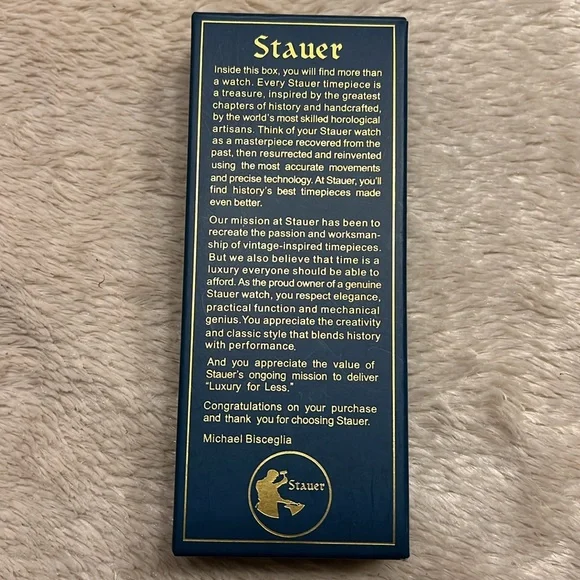 Stauer
Inside this box, you will find more than
a watch. Every Stauer timepiece is
a treasure, inspired by the greatest
chapters of history and handcrafted,
by the world's most skilled horological
artisans. Think of your Stauer watch
as a masterpiece recovered from the
past, then resurrected and reinvented
using the most accurate movements
and precise technology. At Stauer, you'll
find history's best timepieces made
even better.
Our mission at Stauer has been to
recreate the passion and worksman-
ship of vintage-inspired timepieces.
But we also believe that time is a
luxury everyone should be able to
afford. As the proud owner of a genuine
Stauer watch, you respect elegance,
practical function and mechanical
genius. You appreciate the creativity
and classic style that blends history
with performance.
And you appreciate the value of
Stauer's ongoing mission to deliver
"Luxury for Less."
Congratulations on your purchase
and thank you for choosing Stauer.
Michael Bisceglia
Stauer